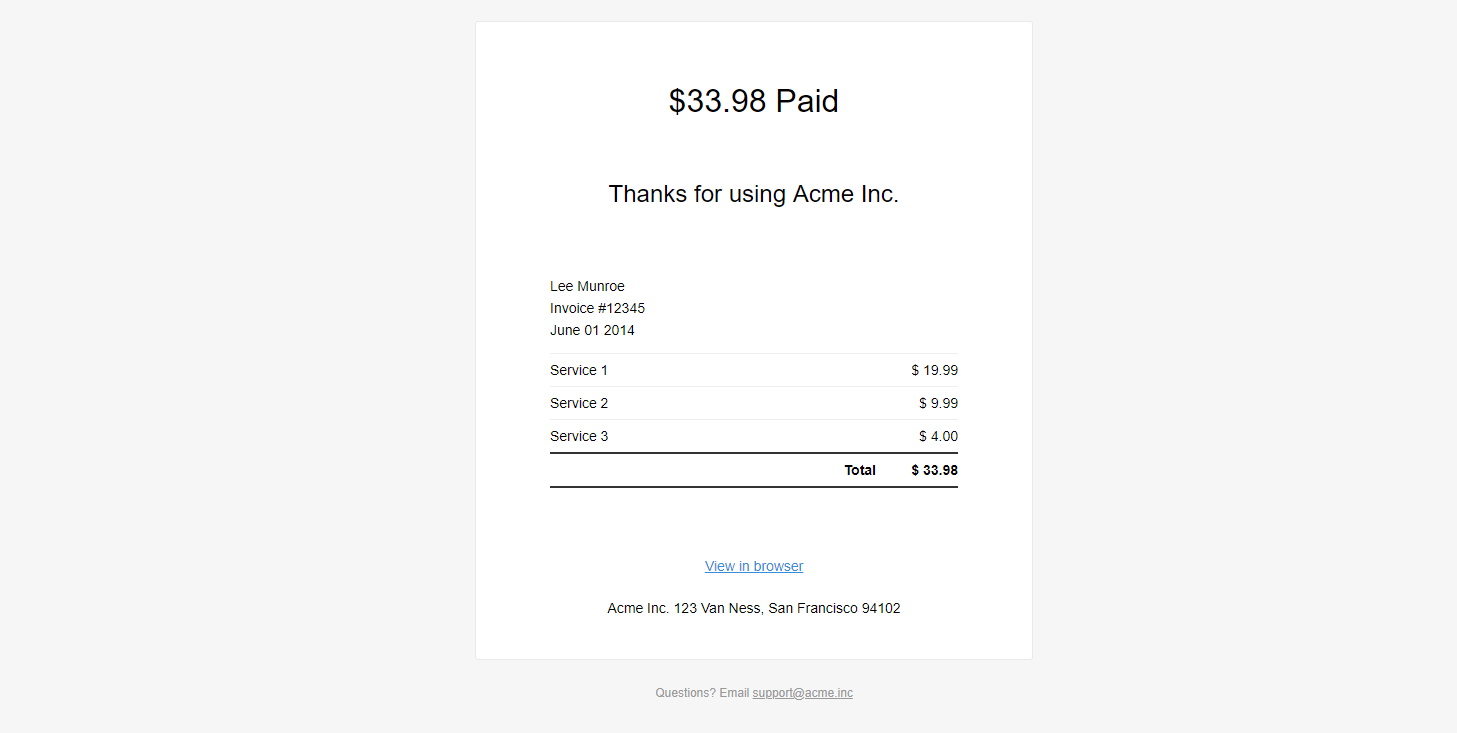 $33.98 Paid
Thanks for using Acme Inc.
Lee Munroe
Invoice #12345
June 01 2014
Service 1 $ 19.99
Service 2 $ 9.99
Service 3 $ 4.00
Total $ 33.98
View in browser
Acme Inc. 123 Van Ness, San Francisco 94102
Questions? Email support@acme.inc